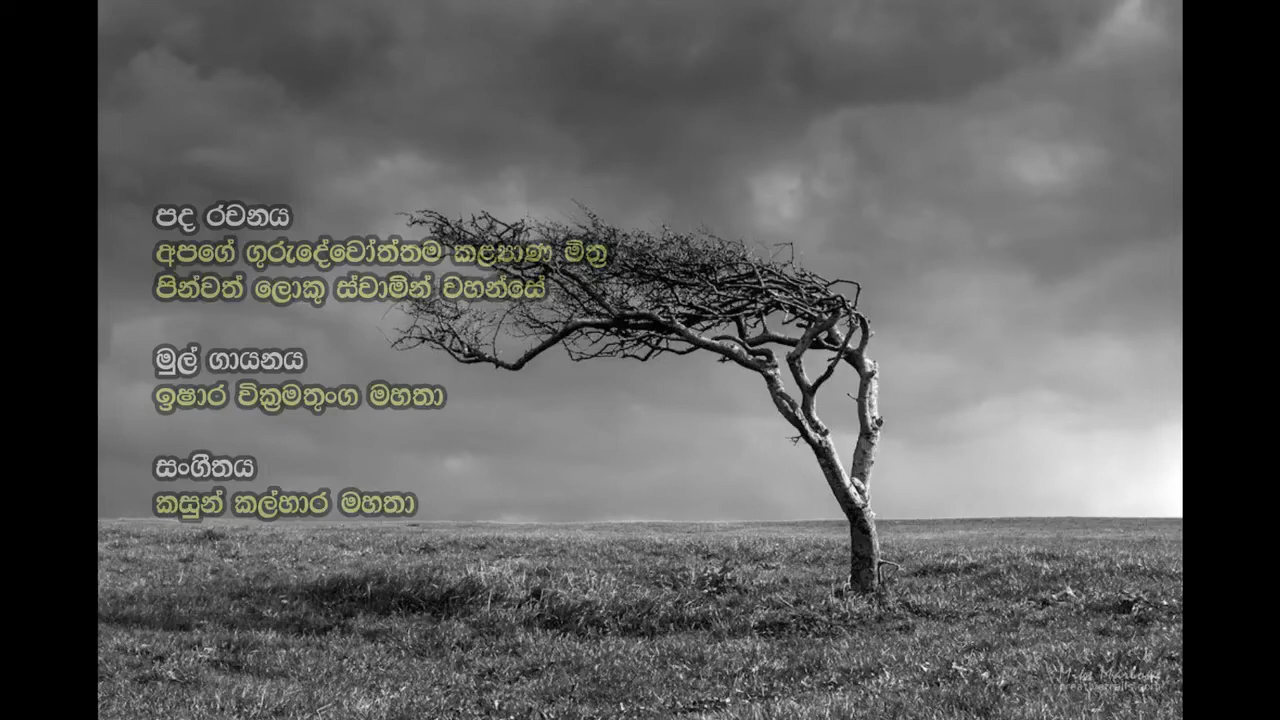 පද රචනය
අපගේ ගුරුදේවෝත්තම කළ්‍යාණ මිත්‍ර
පින්වත් ලොකු ස්වාමින් වහන්සේ
මුල් ගායනය
ඉෂාර වික්‍රමතුංග මහතා
සංගීතය
කසුන් කල්හාර මහතා